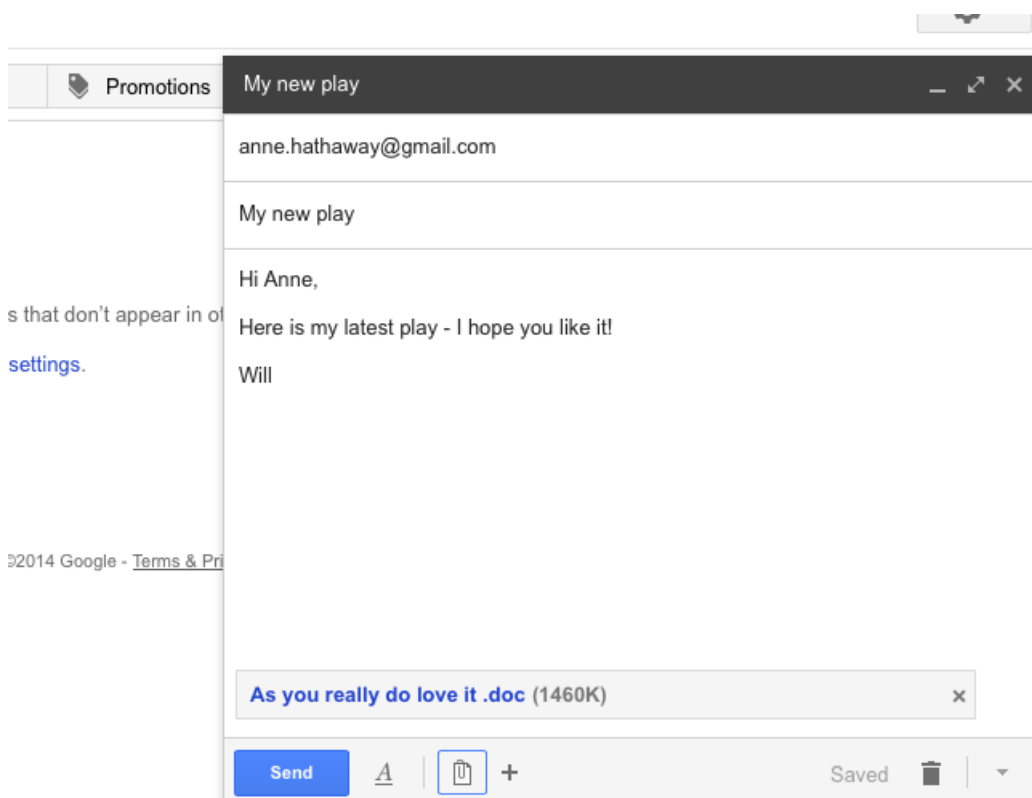 Promotions
My new play
anne.hathaway@gmail.com
My new play
Hi Anne,
s that don't appear in ot
Here is my latest play - I hope you like it!
settings.
Will
©2014 Google - Terms & Pri
As you really do love it .doc (1460K)
Send A
Saved